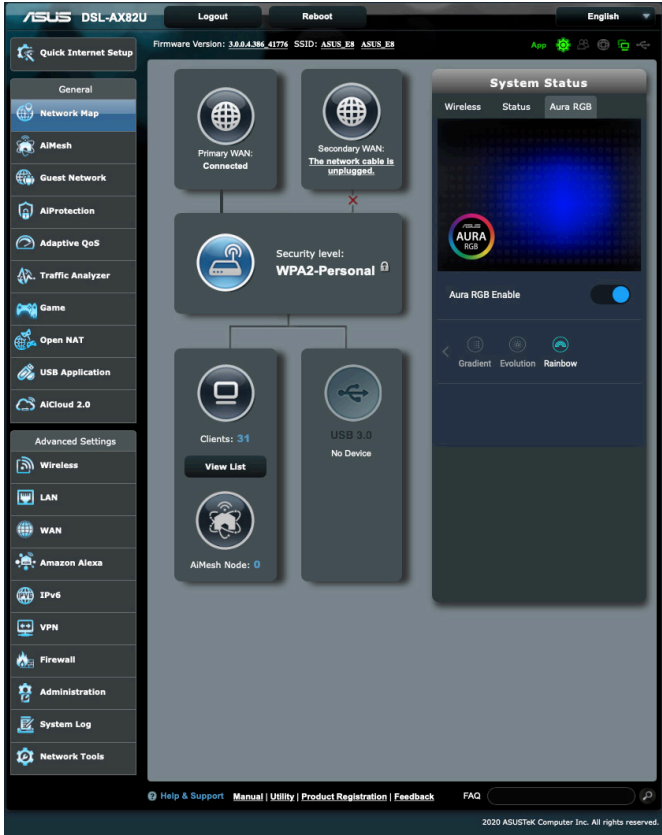 ASUS DSL-AX82U Logout Reboot English
Quick Internet Setup
Firmware Version: 3.0.0.4.386_41776 SSID: ASUS_E8 ASUS_E8 App
General
Network Map
AiMesh
Guest Network
AiProtection
Adaptive QoS
Traffic Analyzer
Game
Open NAT
USB Application
AiCloud 2.0
Advanced Settings
Wireless
LAN
WAN
Amazon Alexa
IPv6
VPN
Firewall
Administration
System Log
Network Tools
Primary WAN:
Connected
Secondary WAN:
The network cable is
unplugged.
Security level:
WPA2-Personal
Clients: 31
View List
AiMesh Node: 0
USB 3.0
No Device
System Status
Wireless Status Aura RGB
ASUS
AURA
RGB
Aura RGB Enable
Gradient Evolution Rainbow
Help & Support Manual | Utility | Product Registration | Feedback FAQ
2020 ASUSTeK Computer Inc. All rights reserved.